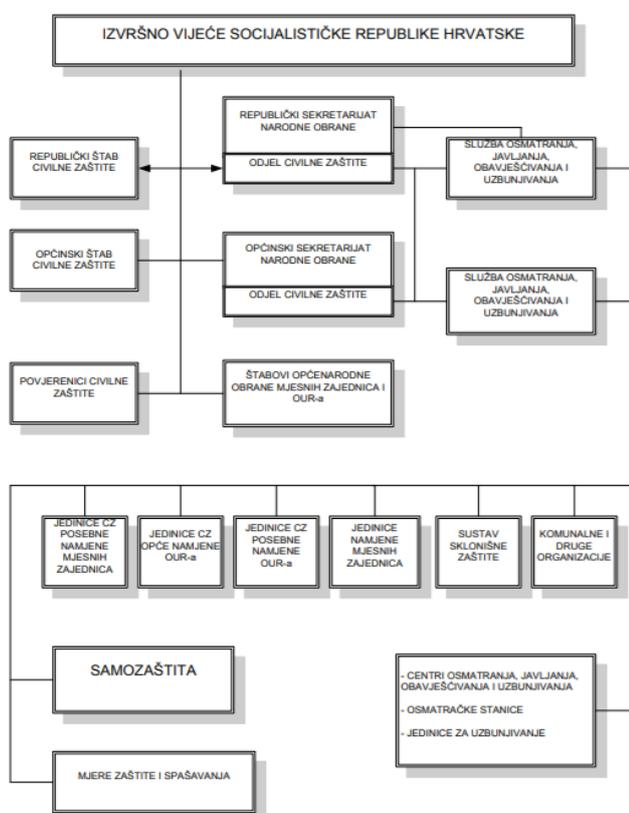 IZVRŠNO VIJEĆE SOCIJALISTIČKE REPUBLIKE HRVATSKE
REPUBLIČKI SEKRETARIJAT
NARODNE OBRANE
ODJEL CIVILNE ZAŠTITE
REPUBLIČKI ŠTAB
CIVILNE ZAŠTITE
SLUŽBA OSMATRANJA,
JAVLJANJA,
OBAVJEŠĆIVANJA I
UZBUNJIVANJA
OPĆINSKI ŠTAB
CIVILNE ZAŠTITE
OPĆINSKI SEKRETARIJAT
NARODNE OBRANE
ODJEL CIVILNE ZAŠTITE
SLUŽBA OSMATRANJA,
JAVLJANJA,
OBAVJEŠĆIVANJA I
UZBUNJIVANJA
POVJERENICI CIVILNE
ZAŠTITE
ŠTABOVI OPĆENARODNE
OBRANE MJESNIH ZAJEDNICA I
OUR-a
JEDINICE CZ
POSEBNE
NAMJENE
MJESNIH
ZAJEDNICA
JEDINICE CZ
OPĆE NAMJENE
OUR-a
JEDINICE CZ
POSEBNE
NAMJENE
OUR-a
JEDINICE
NAMJENE
MJESNIH
ZAJEDNICA
SUSTAV
SKLONIŠNE
ZAŠTITE
KOMUNALNE I
DRUGE
ORGANIZACIJE
SAMOZAŠTITA
- CENTRI OSMATRANJA, JAVLJANJA,
OBAVJEŠĆIVANJA I UZBUNJIVANJA
- OSMATRAČKE STANICE
- JEDINICE ZA UZBUNJIVANJE
MJERE ZAŠTITE I SPAŠAVANJA